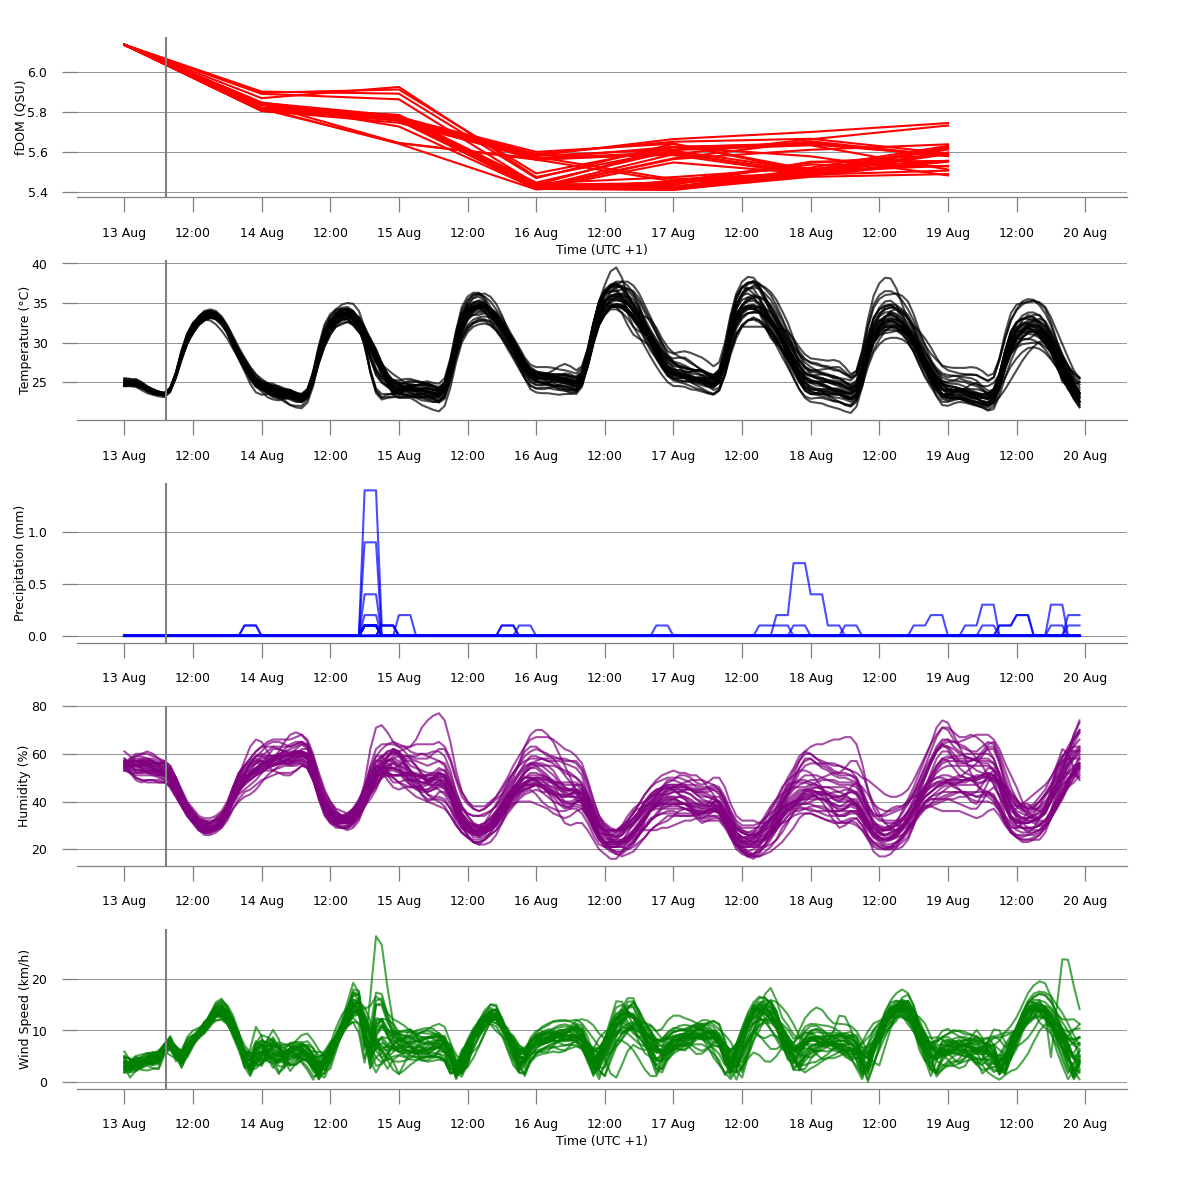 fDOM (QSU)
6.0
5.8
5.6
5.4
13 Aug 12:00 14 Aug 12:00 15 Aug 12:00 16 Aug 12:00 17 Aug 12:00 18 Aug 12:00 19 Aug 12:00 20 Aug
Time (UTC +1)
Temperature (°C)
40
35
30
25
13 Aug 12:00 14 Aug 12:00 15 Aug 12:00 16 Aug 12:00 17 Aug 12:00 18 Aug 12:00 19 Aug 12:00 20 Aug
Precipitation (mm)
1.0
0.5
0.0
13 Aug 12:00 14 Aug 12:00 15 Aug 12:00 16 Aug 12:00 17 Aug 12:00 18 Aug 12:00 19 Aug 12:00 20 Aug
Humidity (%)
80
60
40
20
13 Aug 12:00 14 Aug 12:00 15 Aug 12:00 16 Aug 12:00 17 Aug 12:00 18 Aug 12:00 19 Aug 12:00 20 Aug
Wind Speed (km/h)
20
10
0
13 Aug 12:00 14 Aug 12:00 15 Aug 12:00 16 Aug 12:00 17 Aug 12:00 18 Aug 12:00 19 Aug 12:00 20 Aug
Time (UTC +1)